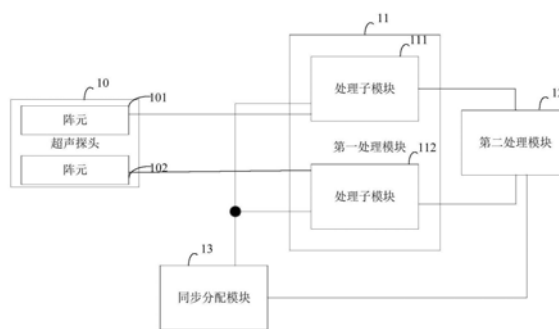 11
111
10
101
阵元
超声探头
阵元
102
处理子模块
第一处理模块
112
处理子模块
第二处理模块
13
同步分配模块